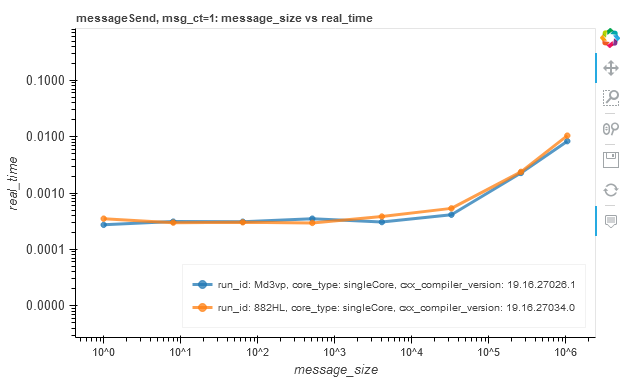 messageSend, msg_ct=1: message_size vs real_time
0.1000
0.0100
0.0010
0.0001
0.0000
real_time
run_id: Md3vp, core_type: singleCore, cxx_compiler_version: 19.16.27026.1
run_id: 882HL, core_type: singleCore, cxx_compiler_version: 19.16.27034.0
10^0 10^1 10^2 10^3 10^4 10^5 10^6
message_size